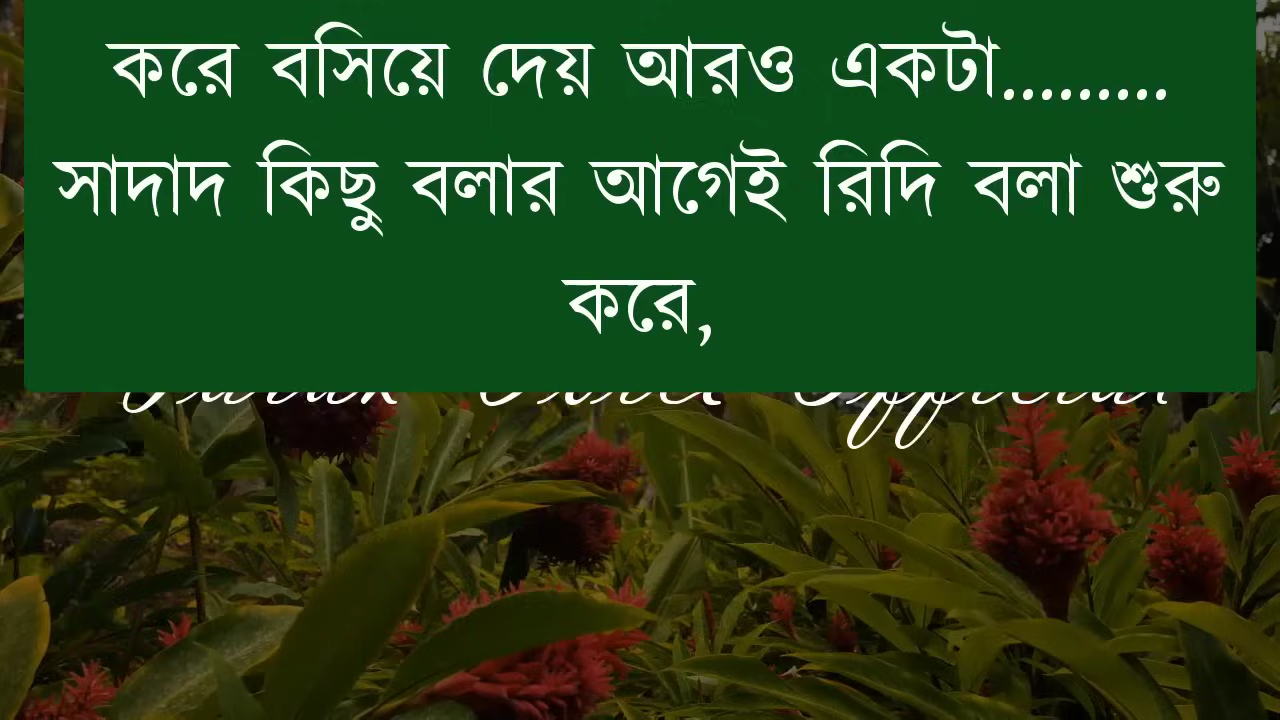 করে বসিয়ে দেয় আরও একটা.........
সাদাদ কিছু বলার আগেই রিদি বলা শুরু
করে,